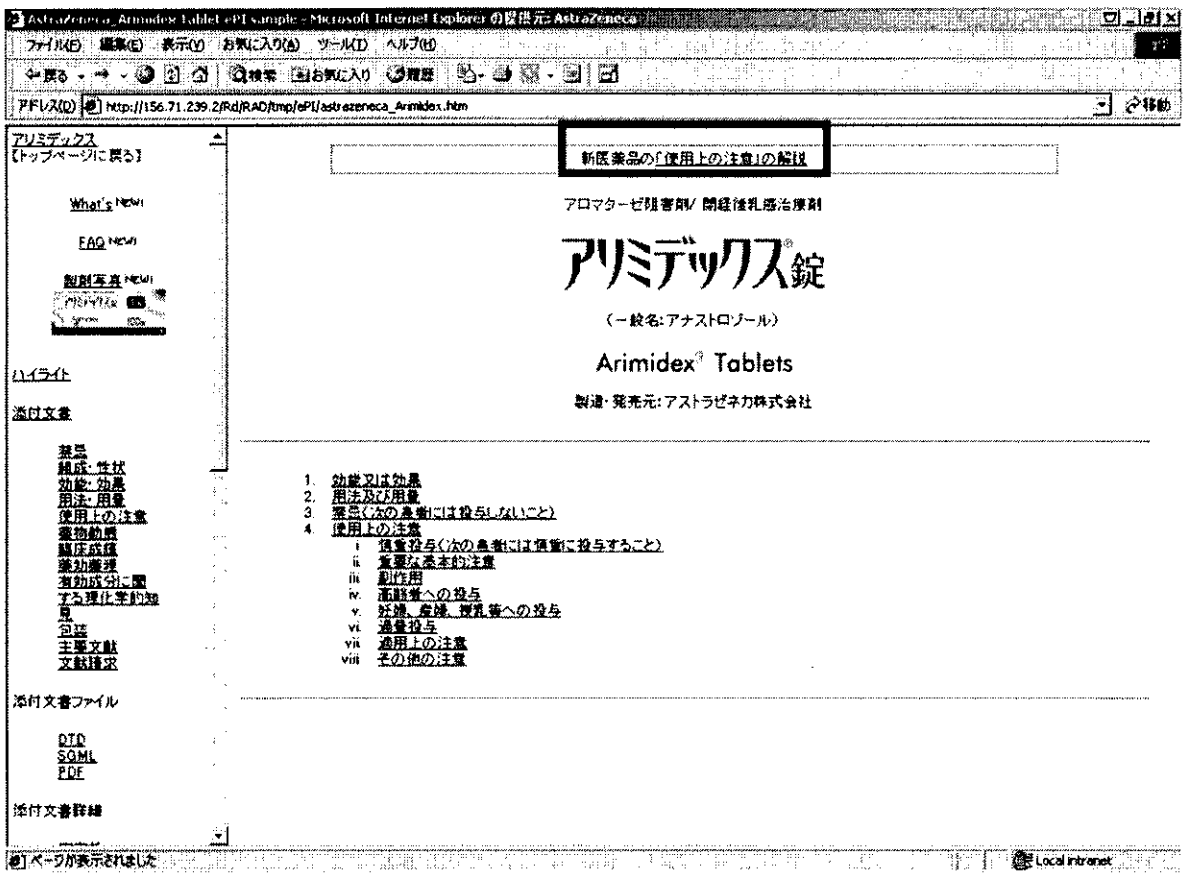 AstraZeneca_Arimidex Tablet ePI sample - Microsoft Internet Explorer の提供元: AstraZeneca
ファイル(F) 編集(E) 表示(V) お気に入り(A) ツール(T) ヘルプ(H)
戻る 検索 お気に入り 履歴
アドレス(D) http://156.71.239.2/Rd/RAD/tmp/ePI/astrazeneca_Arimidex.htm 移動
アリミデックス
【トップページに戻る】
What's NEW!
FAQ NEW!
製剤写真 NEW!
ハイライト
添付文書
禁忌
組成・性状
効能・効果
用法・用量
使用上の注意
薬物動態
臨床成績
薬効薬理
有効成分に関
する理化学的知
見
包装
主要文献
文献請求
添付文書ファイル
DTD
SGML
PDF
添付文書詳細
新医薬品の「使用上の注意」の解説
アロマターゼ阻害剤/ 閉経後乳癌治療剤
アリミデックス®錠
(一般名:アナストロゾール)
Arimidex® Tablets
製造・発売元:アストラゼネカ株式会社
1. 効能又は効果
2. 用法及び用量
3. 禁忌(次の患者には投与しないこと)
4. 使用上の注意
i. 慎重投与(次の患者には慎重に投与すること)
ii. 重要な基本的注意
iii. 副作用
iv. 高齢者への投与
v. 妊婦、産婦、授乳等への投与
vi. 過量投与
vii. 適用上の注意
viii. その他の注意
ページが表示されました
Local intranet